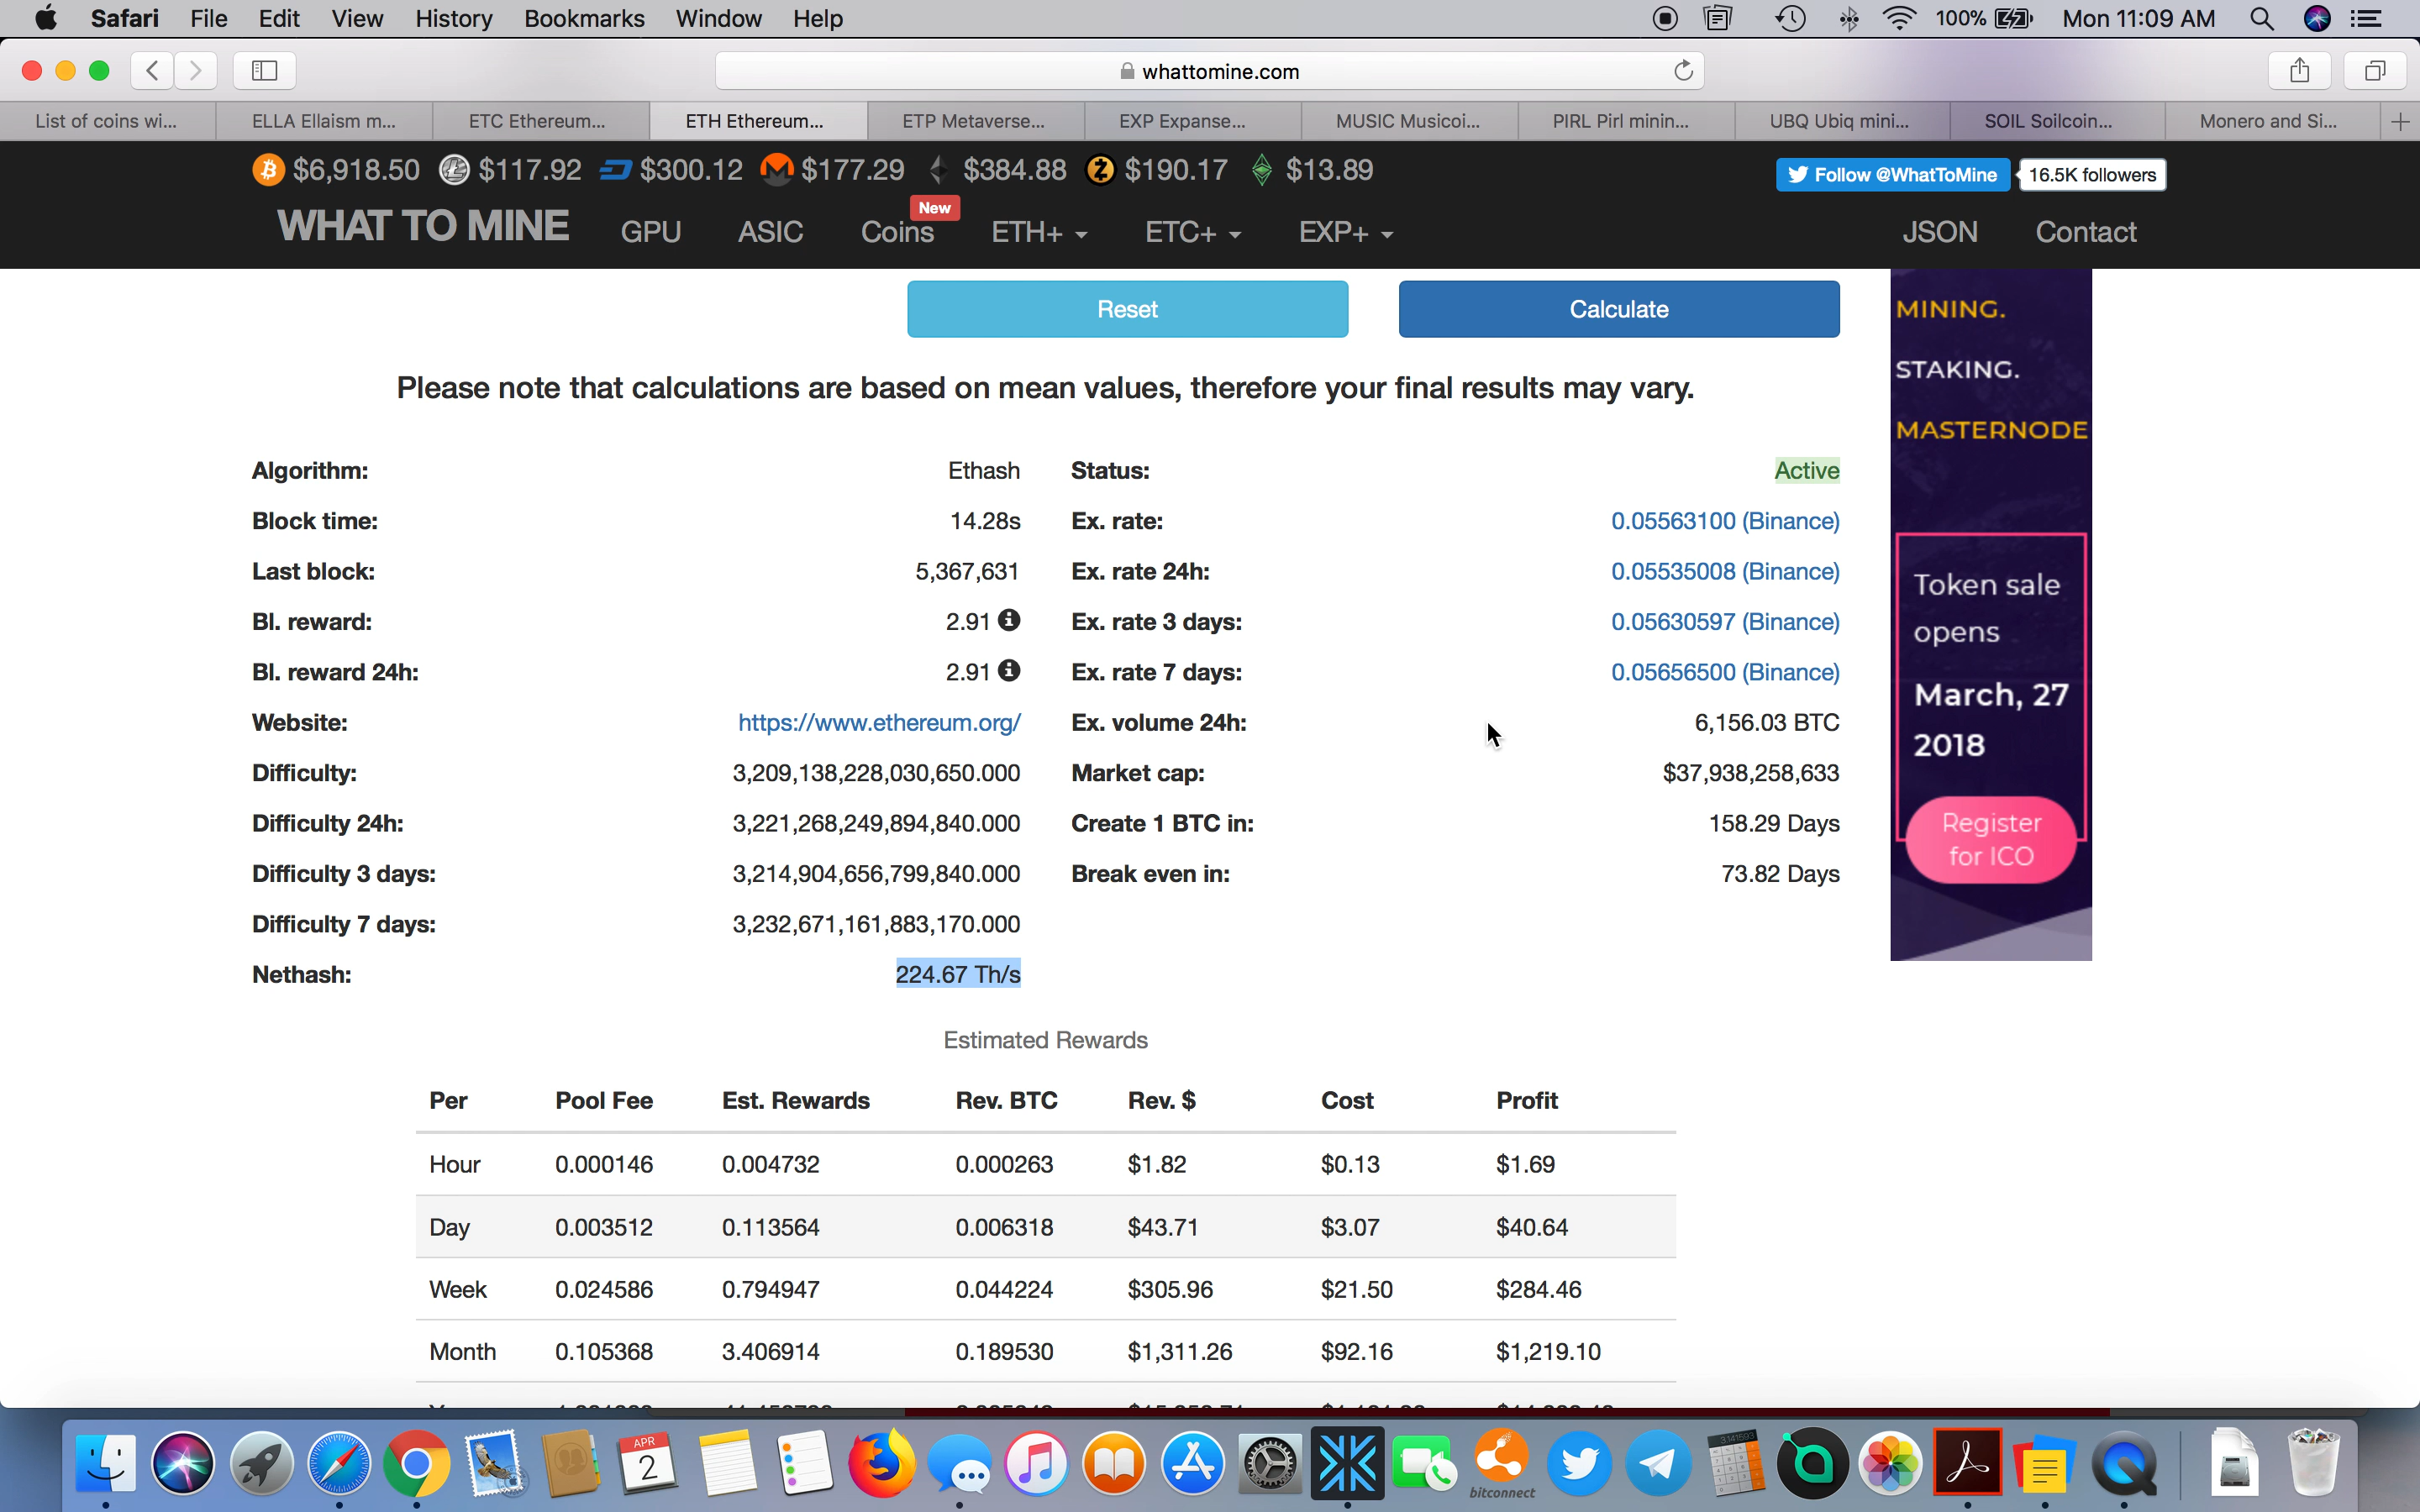 Safari File Edit View History Bookmarks Window Help 100% Mon 11:09 AM
whattomine.com
List of coins wi... ELLA Ellaism m... ETC Ethereum... ETH Ethereum... ETP Metaverse... EXP Expanse... MUSIC Musicoi... PIRL Pirl minin... UBQ Ubiq mini... SOIL Soilcoin... Monero and Si...
$6,918.50 $117.92 $300.12 $177.29 $384.88 $190.17 $13.89 Follow @WhatToMine 16.5K followers
New
WHAT TO MINE GPU ASIC Coins ETH+ ETC+ EXP+ JSON Contact
Reset Calculate
MINING.
STAKING.
MASTERNODE
Please note that calculations are based on mean values, therefore your final results may vary.
Algorithm: Ethash Status: Active
Block time: 14.28s Ex. rate: 0.05563100 (Binance)
Last block: 5,367,631 Ex. rate 24h: 0.05535008 (Binance)
Bl. reward: 2.91 Ex. rate 3 days: 0.05630597 (Binance)
Bl. reward 24h: 2.91 Ex. rate 7 days: 0.05656500 (Binance)
Website: https://www.ethereum.org/ Ex. volume 24h: 6,156.03 BTC
Difficulty: 3,209,138,228,030,650.000 Market cap: $37,938,258,633
Difficulty 24h: 3,221,268,249,894,840.000 Create 1 BTC in: 158.29 Days
Difficulty 3 days: 3,214,904,656,799,840.000 Break even in: 73.82 Days
Difficulty 7 days: 3,232,671,161,883,170.000
Nethash: 224.67 Th/s
Token sale
opens
March, 27
2018
Register
for ICO
Estimated Rewards
Per Pool Fee Est. Rewards Rev. BTC Rev. $ Cost Profit
Hour 0.000146 0.004732 0.000263 $1.82 $0.13 $1.69
Day 0.003512 0.113564 0.006318 $43.71 $3.07 $40.64
Week 0.024586 0.794947 0.044224 $305.96 $21.50 $284.46
Month 0.105368 3.406914 0.189530 $1,311.26 $92.16 $1,219.10
APR
2
bitconnect